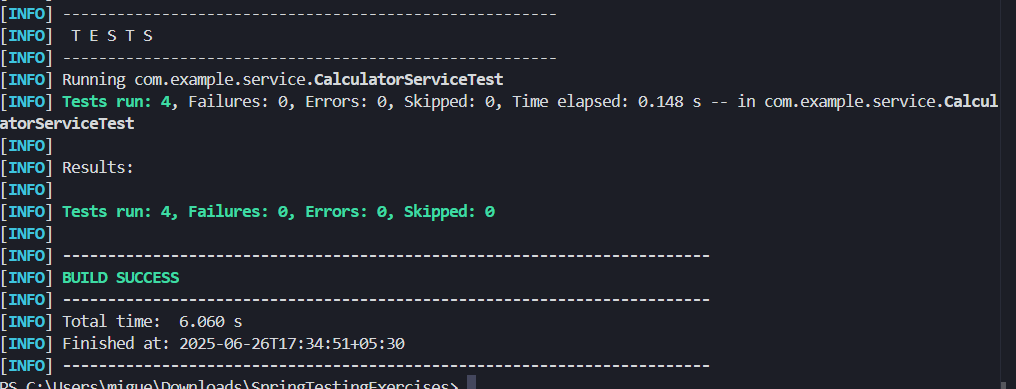 [INFO] -------------------------------------------------------
[INFO]  T E S T S
[INFO] -------------------------------------------------------
[INFO] Running com.example.service.CalculatorServiceTest
[INFO] Tests run: 4, Failures: 0, Errors: 0, Skipped: 0, Time elapsed: 0.148 s -- in com.example.service.Calcul
atorServiceTest
[INFO]
[INFO] Results:
[INFO]
[INFO] Tests run: 4, Failures: 0, Errors: 0, Skipped: 0
[INFO]
[INFO] ------------------------------------------------------------------------
[INFO] BUILD SUCCESS
[INFO] ------------------------------------------------------------------------
[INFO] Total time:  6.060 s
[INFO] Finished at: 2025-06-26T17:34:51+05:30
[INFO] ------------------------------------------------------------------------
PS C:\Users\migue\Downloads\SpringTestingExercises>